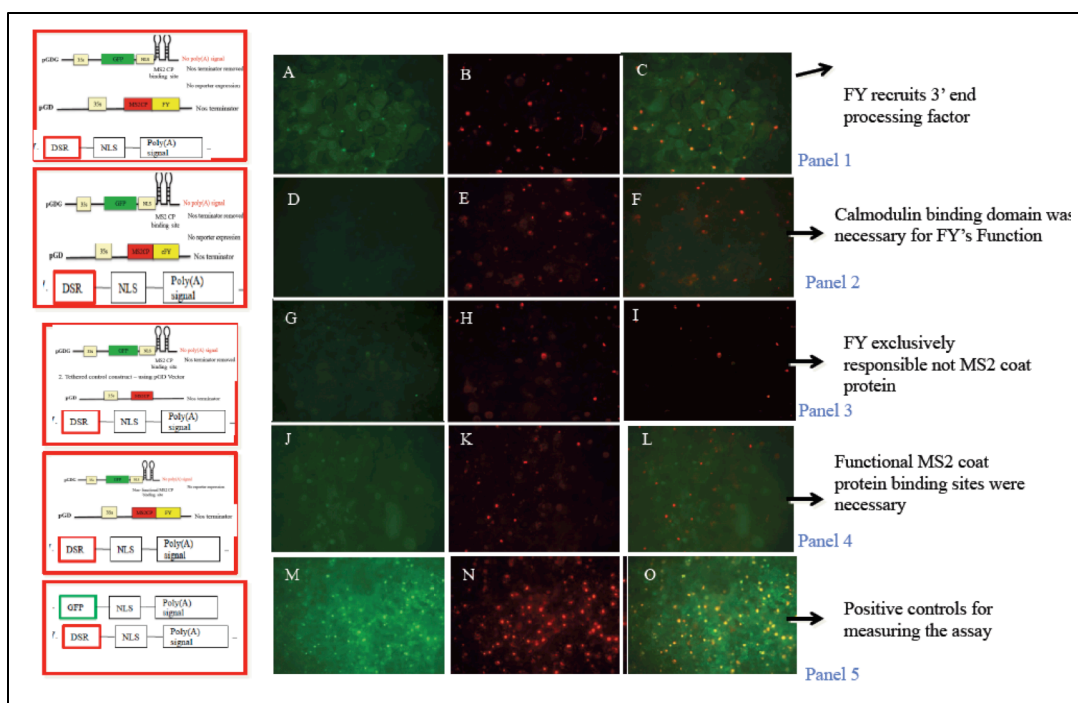 pGDG 35s GFP NLS No poly(A) signal
MS2 CP
binding site
Nos terminator removed
No reporter expression
pGD 35s MS2CP FY Nos terminator
DSR NLS Poly(A)
signal
A B C
FY recruits 3’ end
processing factor
Panel 1
pGDG 35s GFP NLS No poly(A) signal
MS2 CP
binding site
Nos terminator removed
No reporter expression
pGD 35s MS2CP cFY Nos terminator
DSR NLS Poly(A)
signal
D E F
Calmodulin binding domain was
necessary for FY’s Function
Panel 2
pGDG 35s GFP NLS No poly(A) signal
MS2 CP
binding site
Nos terminator removed
2. Tethered control construct – using pGD Vector
pGD 35s MS2CP Nos terminator
DSR NLS Poly(A)
signal
G H I
FY exclusively
responsible not MS2 coat
protein
Panel 3
pGDG 35s GFP NLS No poly(A) signal
No reporter expression
Non- functional MS2 CP
binding site
pGD 35s MS2CP FY Nos terminator
DSR NLS Poly(A)
signal
J K L
Functional MS2 coat
protein binding sites were
necessary
Panel 4
GFP NLS Poly(A)
signal
DSR NLS Poly(A)
signal
M N O
Positive controls for
measuring the assay
Panel 5